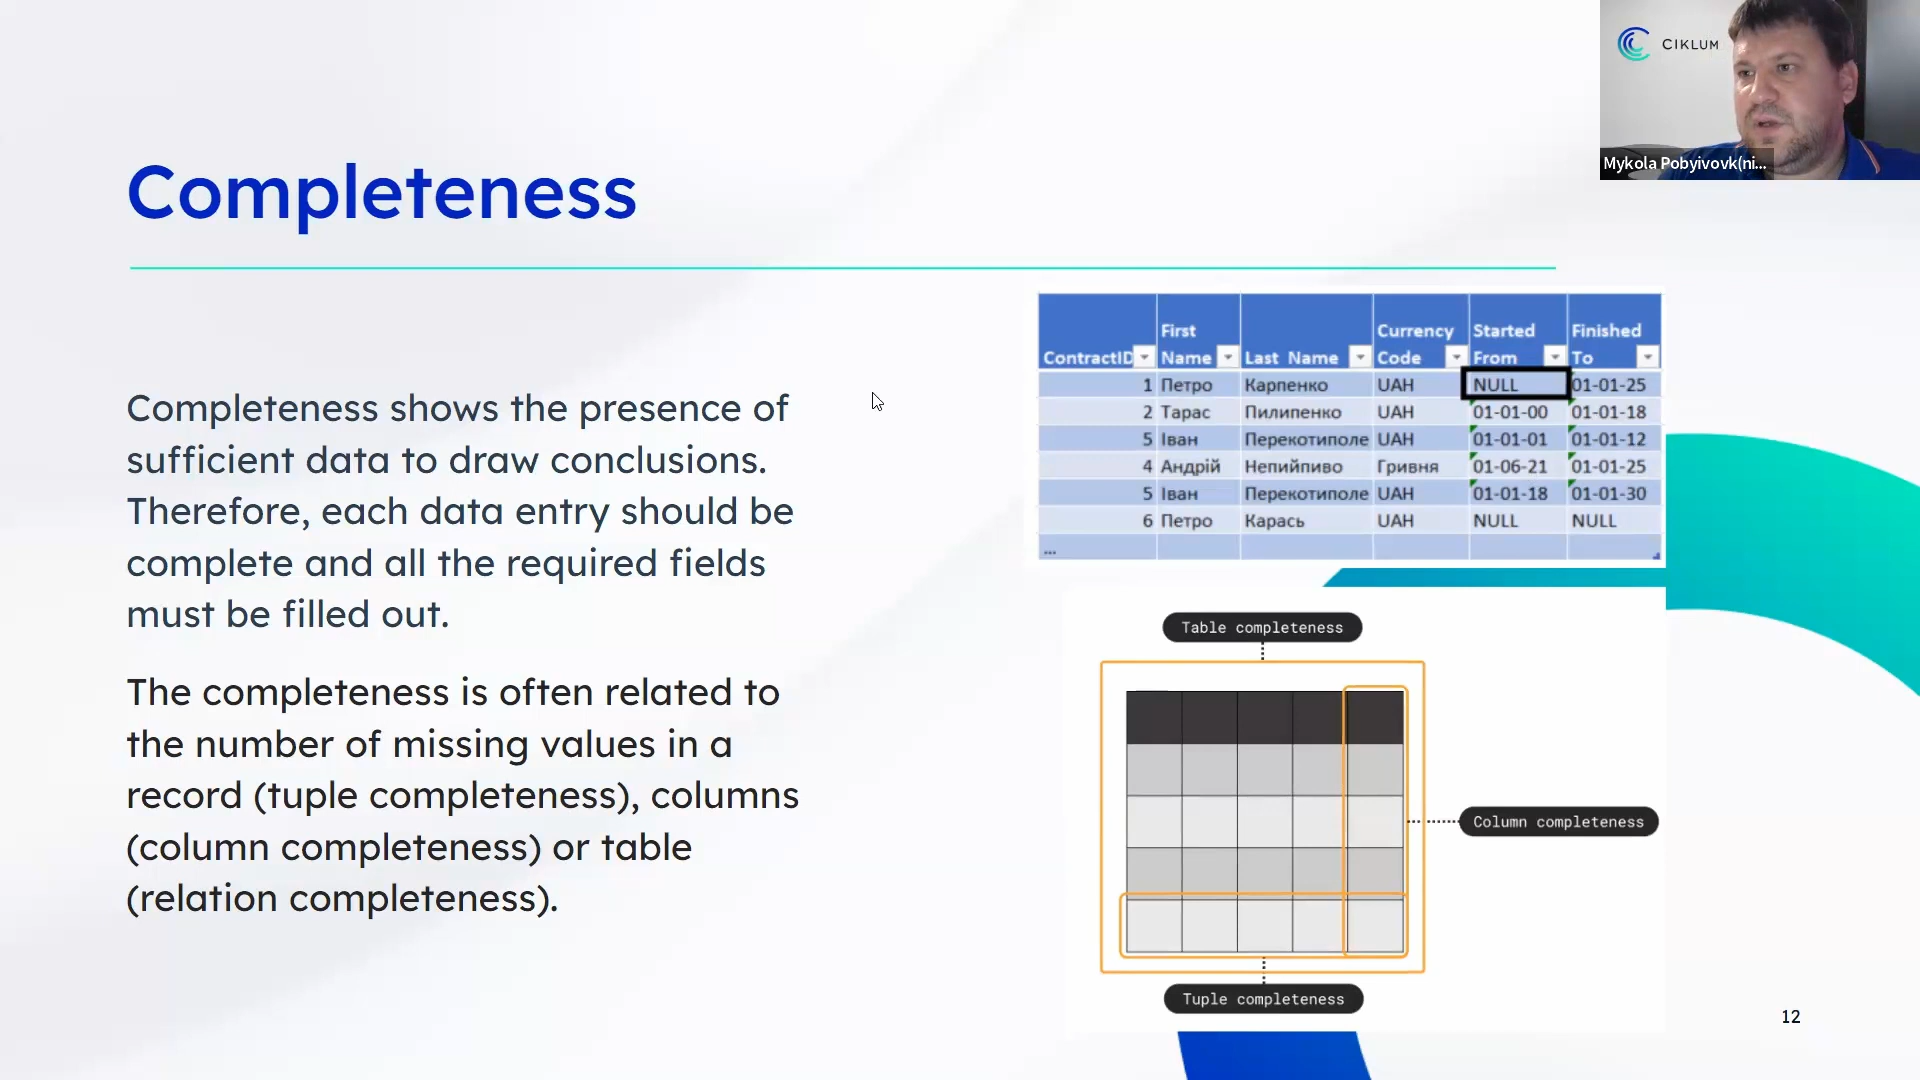 CIKLUM
Mykola Pobyivovk(ni...
Completeness
Completeness shows the presence of
sufficient data to draw conclusions.
Therefore, each data entry should be
complete and all the required fields
must be filled out.
The completeness is often related to
the number of missing values in a
record (tuple completeness), columns
(column completeness) or table
(relation completeness).
ContractID First Name Last Name Currency Code Started From Finished To
1 Петро Карпенко UAH NULL 01-01-25
2 Тарас Пилипенко UAH 01-01-00 01-01-18
5 Іван Перекотиполе UAH 01-01-01 01-01-12
4 Андрій Непийпиво Гривня 01-06-21 01-01-25
5 Іван Перекотиполе UAH 01-01-18 01-01-30
6 Петро Карась UAH NULL NULL
...
Table completeness
Column completeness
Tuple completeness
12